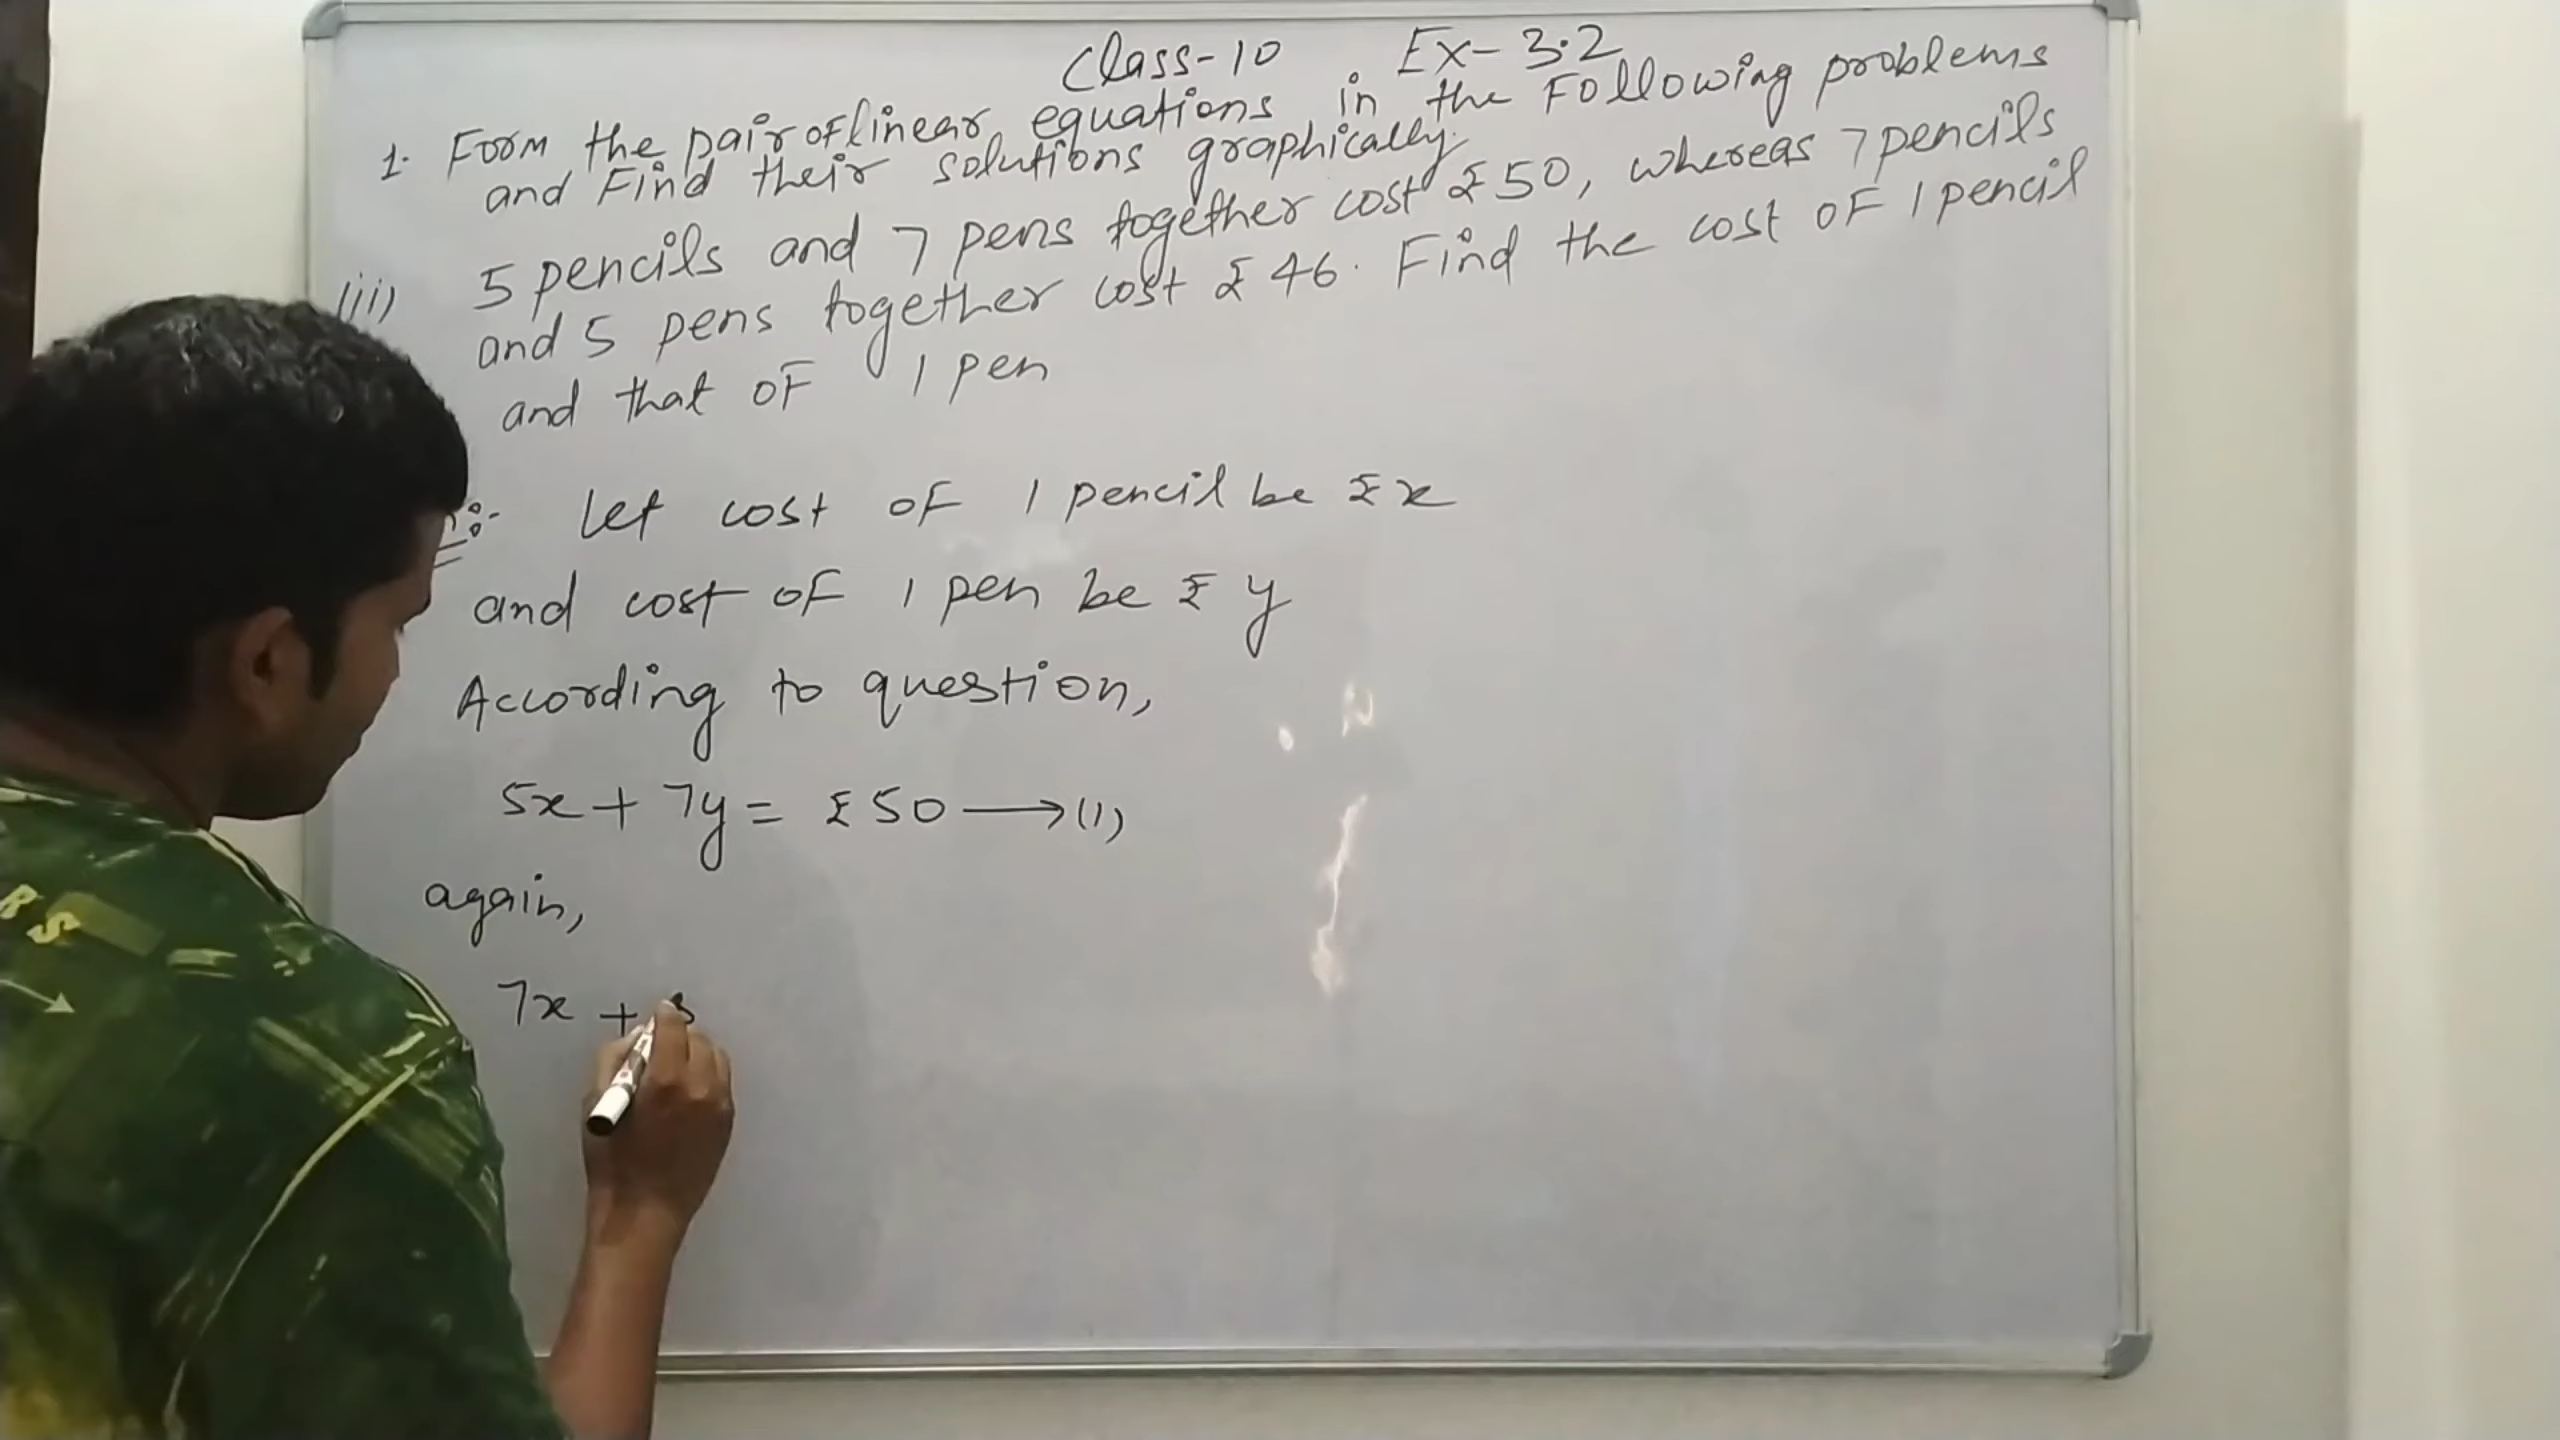 Class-10 Ex-3.2
1. Form the pair of linear equations in the following problems
and Find their solutions graphically.
(ii) 5 pencils and 7 pens together cost ₹50, whereas 7 pencils
and 5 pens together cost ₹46. Find the cost of 1 pencil
and that of 1 pen
n:- Let cost of 1 pencil be ₹x
and cost of 1 pen be ₹y
According to question,
5x + 7y = ₹50 ⟶ (1)
again,
7x + 5
RS